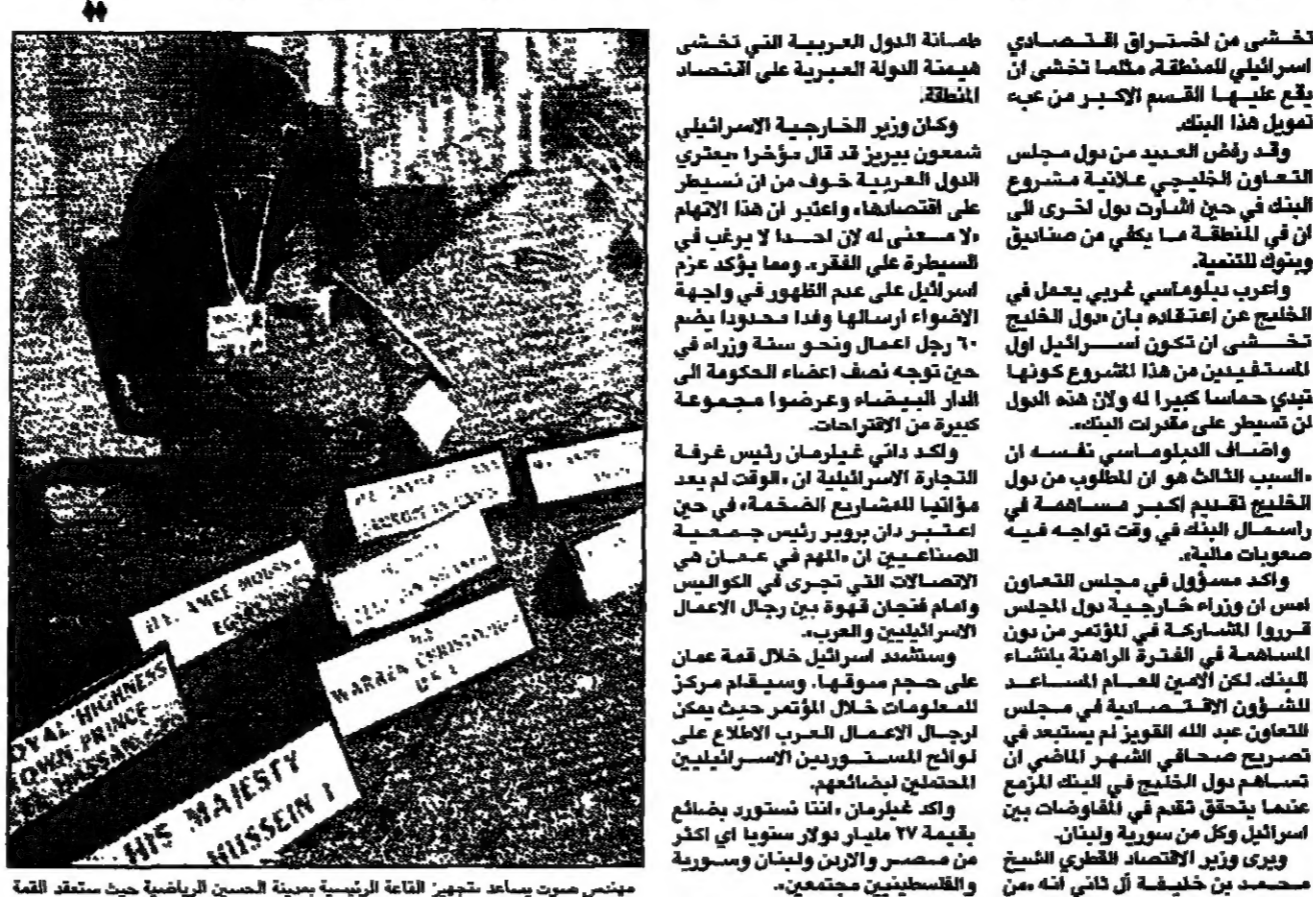 تخشى من اختراق اقتصادي
اسرائيلي للمنطقة، مثلما تخشى ان
يقع عليها القسم الاكبر من عبء
تمويل هذا البنك.
وقد رفض العديد من دول مجلس
التعاون الخليجي علانية مشروع
البنك في حين اشارت دول اخرى الى
ان في المنطقة ما يكفي من صناديق
وبنوك للتنمية.
واعرب دبلوماسي غربي يعمل في
الخليج عن اعتقاده بان «دول الخليج
تخشى ان تكون اسرائيل اول
المستفيدين من هذا المشروع كونها
تبدي حماسا كبيرا له ولان هذه الدول
لن تسيطر على مقدرات البنك».
واضاف الدبلوماسي نفسه ان
«السبب الثالث هو ان المطلوب من دول
الخليج تقديم اكبر مساهمة في
راسمال البنك في وقت تواجه فيه
صعوبات مالية».
واكد مسؤول في مجلس التعاون
امس ان وزراء خارجية دول المجلس
قرروا المشاركة في المؤتمر من دون
المساهمة في الفترة الراهنة بانشاء
البنك. لكن الامين العام المساعد
للشؤون الاقتصادية في مجلس
التعاون عبد الله القويز لم يستبعد في
تصريح صحافي الشهر الماضي ان
تساهم دول الخليج في البنك المزمع
عندما يتحقق تقدم في المفاوضات بين
اسرائيل وكل من سورية ولبنان.
ويرى وزير الاقتصاد القطري الشيخ
محمد بن خليفة آل ثاني انه «من
طمانة الدول العربية التي تخشى
هيمنة الدولة العبرية على اقتصاد
المنطقة.
وكان وزير الخارجية الاسرائيلي
شمعون بيريز قد قال مؤخرا «يعتري
الدول العربية خوف من ان نسيطر
على اقتصادها» واعتبر ان هذا الاتهام
«لا معنى له لان احدا لا يرغب في
السيطرة على الفقر». ومما يؤكد عزم
اسرائيل على عدم الظهور في واجهة
الاضواء ارسالها وفدا محدودا يضم
٦٠ رجل اعمال ونحو ستة وزراء في
حين توجه نصف اعضاء الحكومة الى
الدار البيضاء وعرضوا مجموعة
كبيرة من الاقتراحات.
واكد داني غيلرمان رئيس غرفة
التجارة الاسرائيلية ان «الوقت لم يعد
مؤاتيا للمشاريع الضخمة» في حين
اعتبر دان بروير رئيس جمعية
الصناعيين ان «المهم في عمان هي
الاتصالات التي تجرى في الكواليس
وامام فنجان قهوة بين رجال الاعمال
الاسرائيليين والعرب».
وستشدد اسرائيل خلال قمة عمان
على حجم سوقها. وسيقام مركز
للمعلومات خلال المؤتمر حيث يمكن
لرجال الاعمال العرب الاطلاع على
لوائح المستوردين الاسرائيليين
المحتملين لبضائعهم.
واكد غيلرمان «اننا نستورد بضائع
بقيمة ٢٧ مليار دولار سنويا اي اكثر
من مصر والاردن ولبنان وسورية
والفلسطينيين مجتمعين».
AMRE MOUSSA
WARREN CHRISTOPHER
ROYAL HIGHNESS
CROWN PRINCE
HASSAN
HIS MAJESTY
HUSSEIN I
مهندس صوت يساعد بتجهيز القاعة الرئيسية بمدينة الحسين الرياضية حيث ستعقد القمة